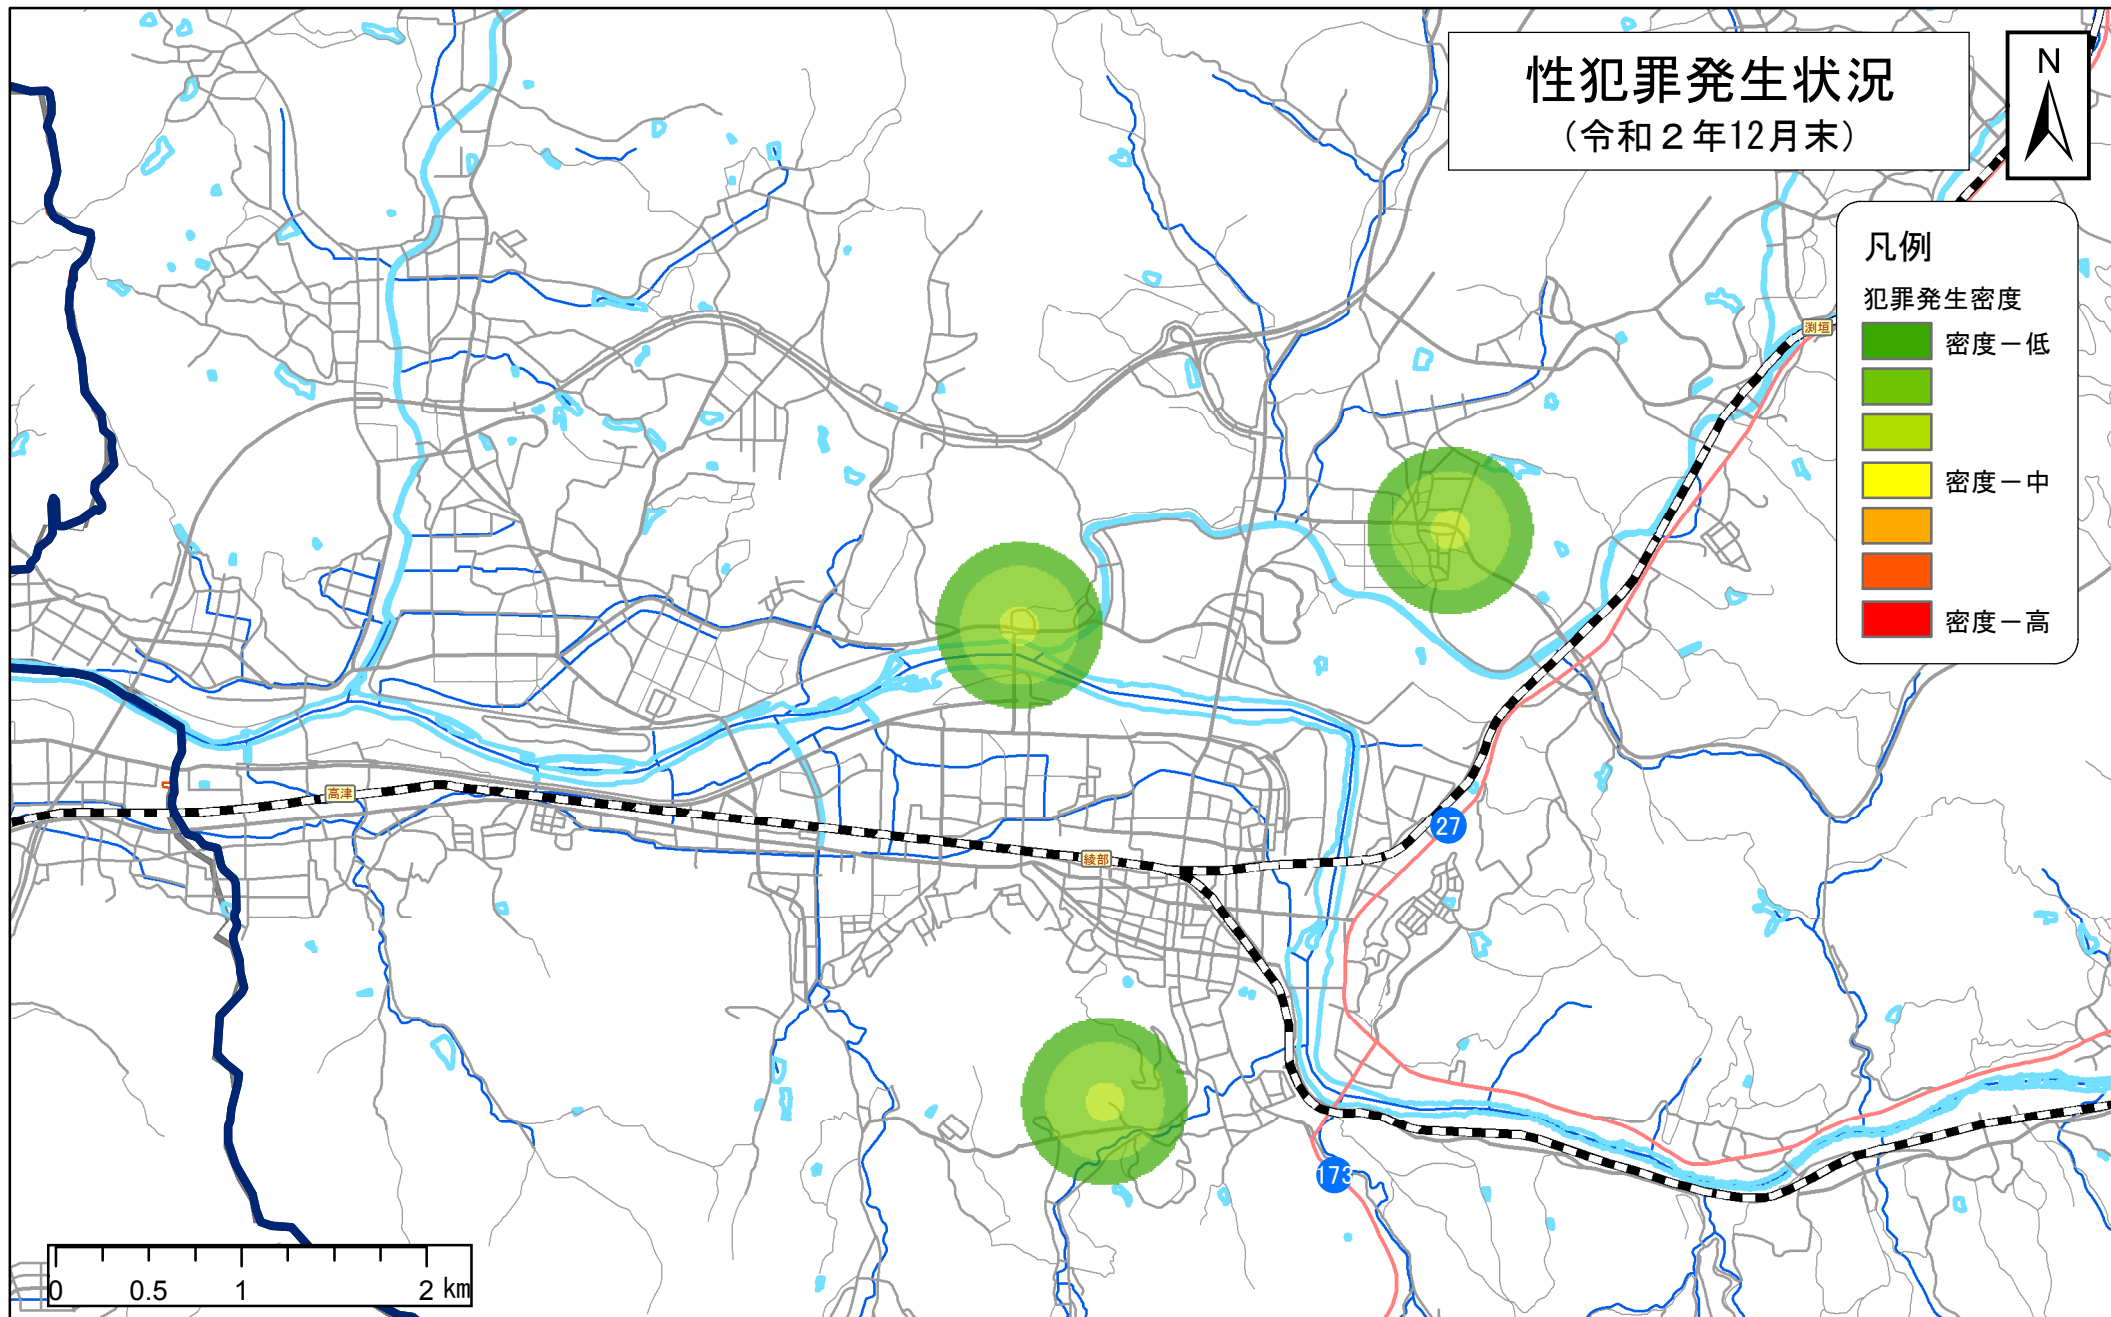 性犯罪発生状況
(令和２年12月末)
N
凡例
犯罪発生密度
密度－低
密度－中
密度－高
渕垣
高津
綾部
27
173
0 0.5 1 2 km